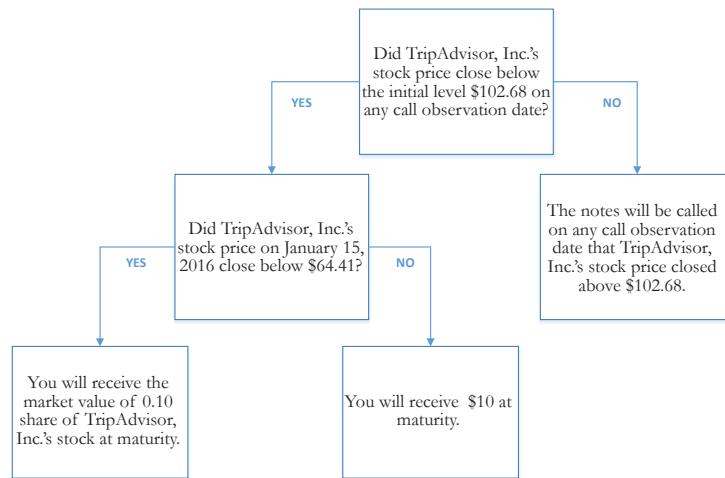 Did TripAdvisor, Inc.'s
stock price close below
the initial level $102.68 on
any call observation date?
YES
NO
Did TripAdvisor, Inc.'s
stock price on January 15,
2016 close below $64.41?
The notes will be called
on any call observation
date that TripAdvisor,
Inc.'s stock price closed
above $102.68.
YES
NO
You will receive the
market value of 0.10
share of TripAdvisor,
Inc.'s stock at maturity.
You will receive $10 at
maturity.